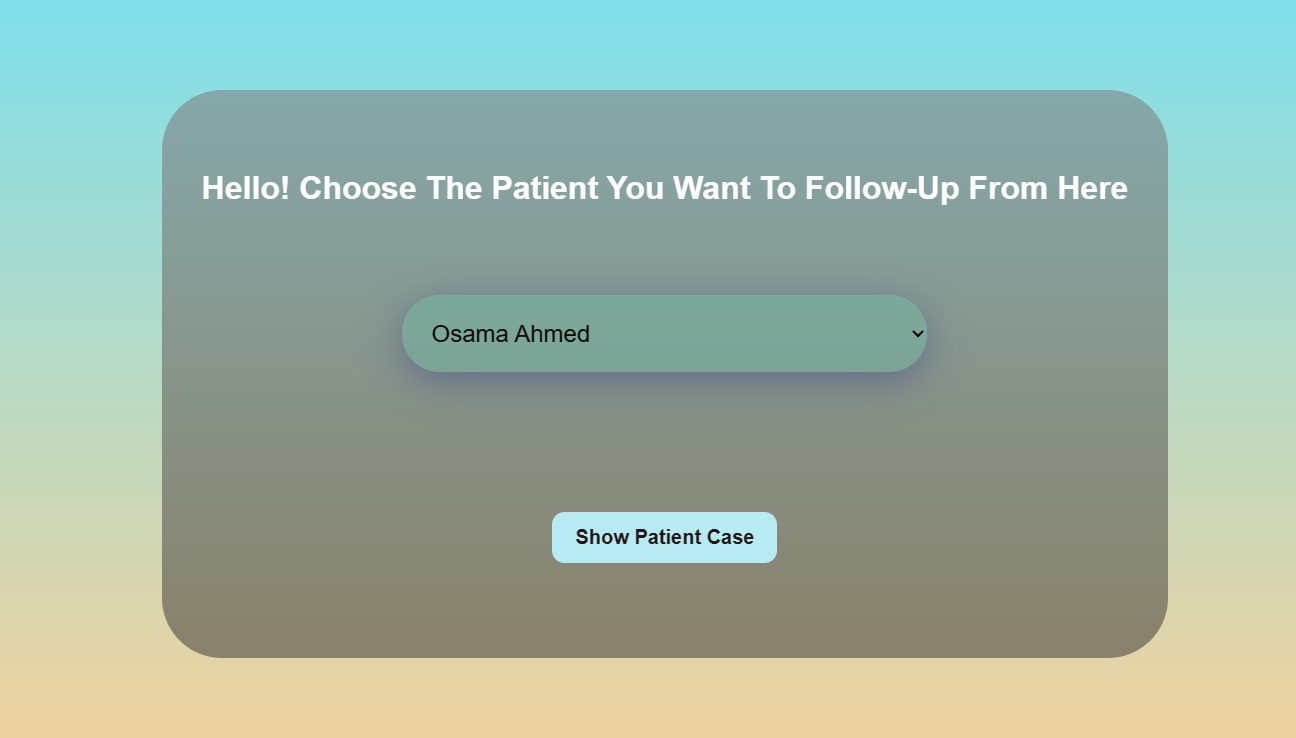 Hello! Choose The Patient You Want To Follow-Up From Here
Osama Ahmed
Show Patient Case